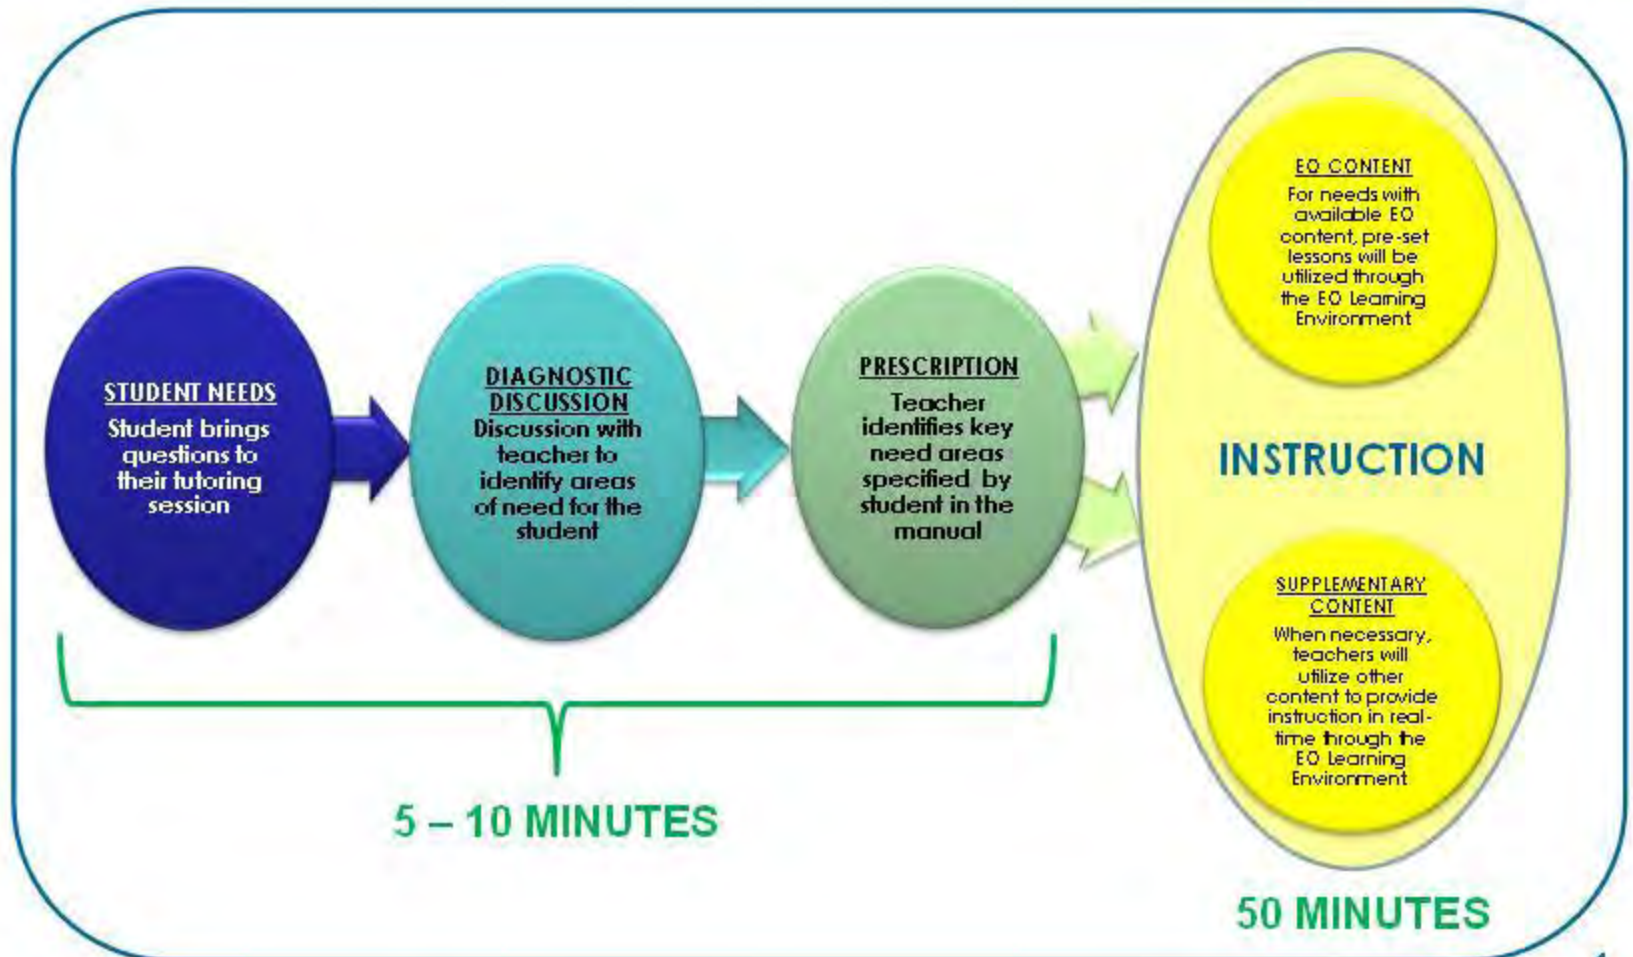 STUDENT NEEDS
Student brings
questions to
their tutoring
session
DIAGNOSTIC
DISCUSSION
Discussion with
teacher to
identify areas
of need for the
student
PRESCRIPTION
Teacher
identifies key
need areas
specified by
student in the
manual
EO CONTENT
For needs with
available EO
content, pre-set
lessons will be
utilized through
the EO Learning
Environment
INSTRUCTION
SUPPLEMENTARY
CONTENT
When necessary,
teachers will
utilize other
content to provide
instruction in real-
time through the
EO Learning
Environment
5 – 10 MINUTES
50 MINUTES